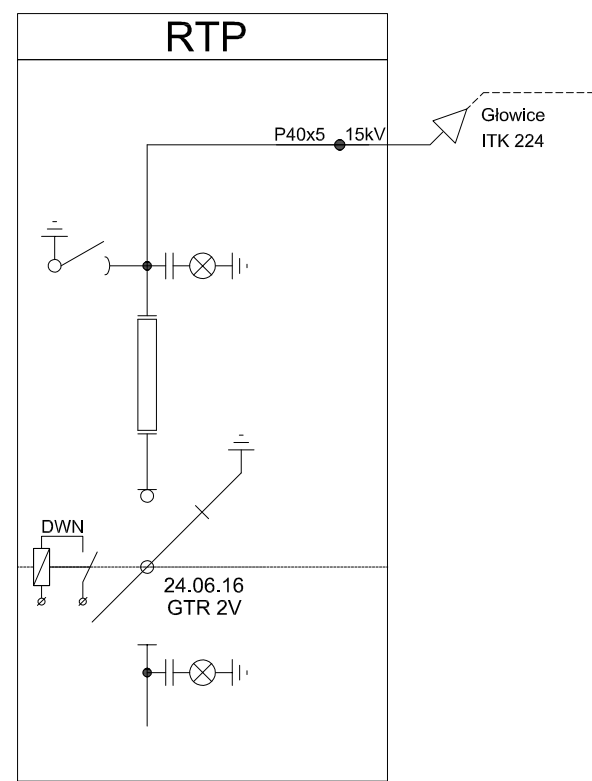 RTP
P40x5 15kV
Głowice
ITK 224
DWN
24.06.16
GTR 2V